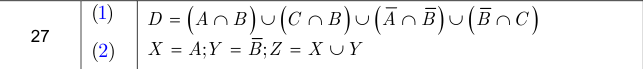 27
(1) D = (A ∩ B) ∪ (C ∩ B) ∪ (A̅ ∩ B̅) ∪ (B̅ ∩ C)
(2) X = A; Y = B̅; Z = X ∪ Y